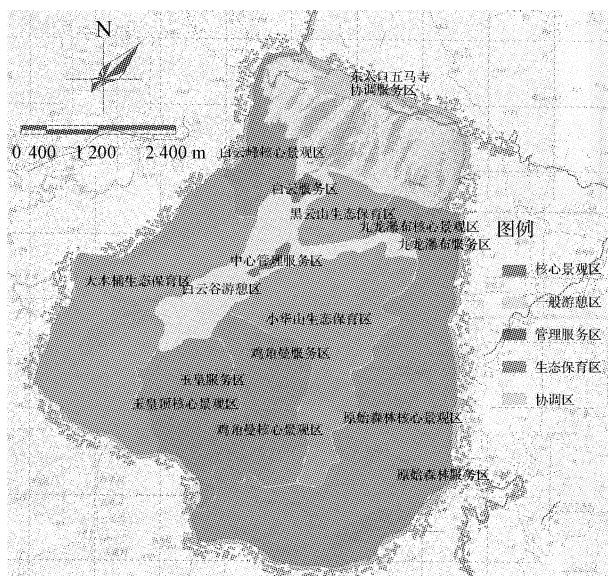 N
东天口五马寺
协调服务区
0 400 1 200 2 400 m
白云峰核心景观区
白云服务区
黑云山生态保育区
九龙瀑布核心景观区
九龙瀑布服务区
图例
中心管理服务区
核心景观区
大木桶生态保育区
白云谷游憩区
一般游憩区
小华山生态保育区
管理服务区
鸡角曼服务区
生态保育区
玉皇服务区
协调区
玉皇顶核心景观区
原始森林核心景观区
鸡角曼核心景观区
原始森林服务区